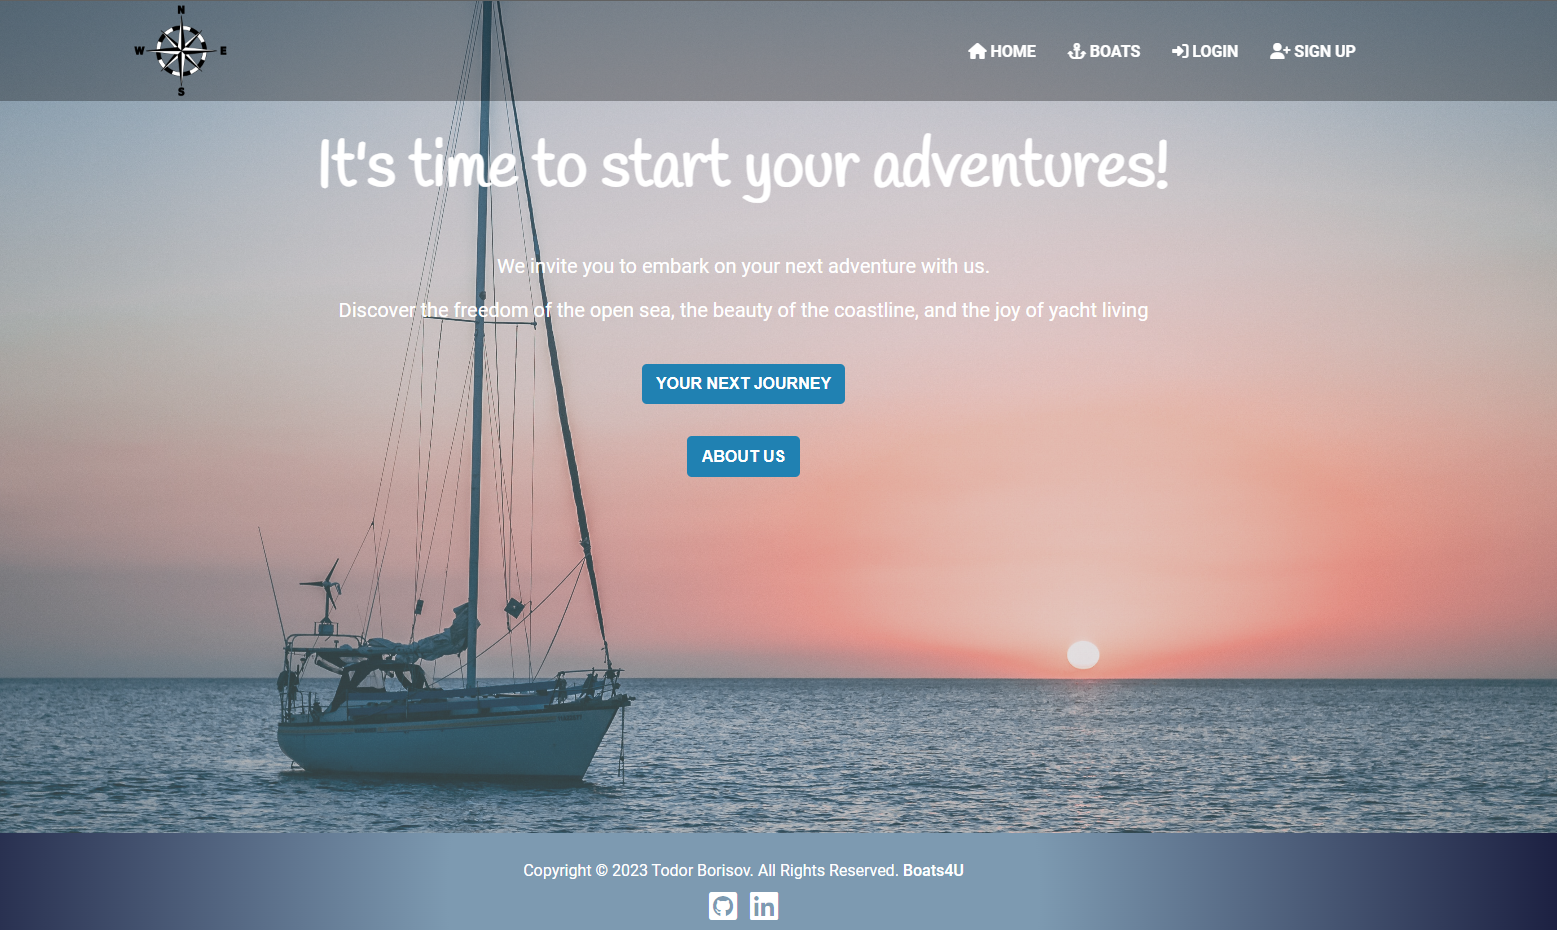 N
W E
S
HOME BOATS LOGIN SIGN UP
It's time to start your adventures!
We invite you to embark on your next adventure with us.
Discover the freedom of the open sea, the beauty of the coastline, and the joy of yacht living
YOUR NEXT JOURNEY
ABOUT US
Copyright © 2023 Todor Borisov. All Rights Reserved. Boats4U
in